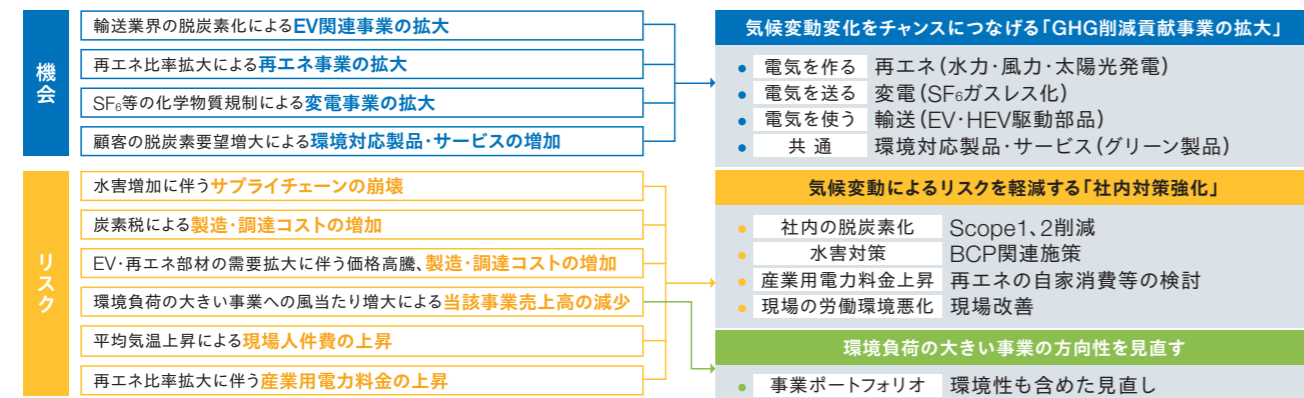 機会
輸送業界の脱炭素化によるEV関連事業の拡大
再エネ比率拡大による再エネ事業の拡大
SF₆等の化学物質規制による変電事業の拡大
顧客の脱炭素要望増大による環境対応製品・サービスの増加
気候変動変化をチャンスにつなげる「GHG削減貢献事業の拡大」
• 電気を作る 再エネ(水力・風力・太陽光発電)
• 電気を送る 変電(SF₆ガスレス化)
• 電気を使う 輸送(EV・HEV駆動部品)
• 共通 環境対応製品・サービス(グリーン製品)
リスク
水害増加に伴うサプライチェーンの崩壊
炭素税による製造・調達コストの増加
EV・再エネ部材の需要拡大に伴う価格高騰、製造・調達コストの増加
環境負荷の大きい事業への風当たり増大による当該事業売上高の減少
平均気温上昇による現場人件費の上昇
再エネ比率拡大に伴う産業用電力料金の上昇
気候変動によるリスクを軽減する「社内対策強化」
• 社内の脱炭素化 Scope1、2削減
• 水害対策 BCP関連施策
• 産業用電力料金上昇 再エネの自家消費等の検討
• 現場の労働環境悪化 現場改善
環境負荷の大きい事業の方向性を見直す
• 事業ポートフォリオ 環境性も含めた見直し